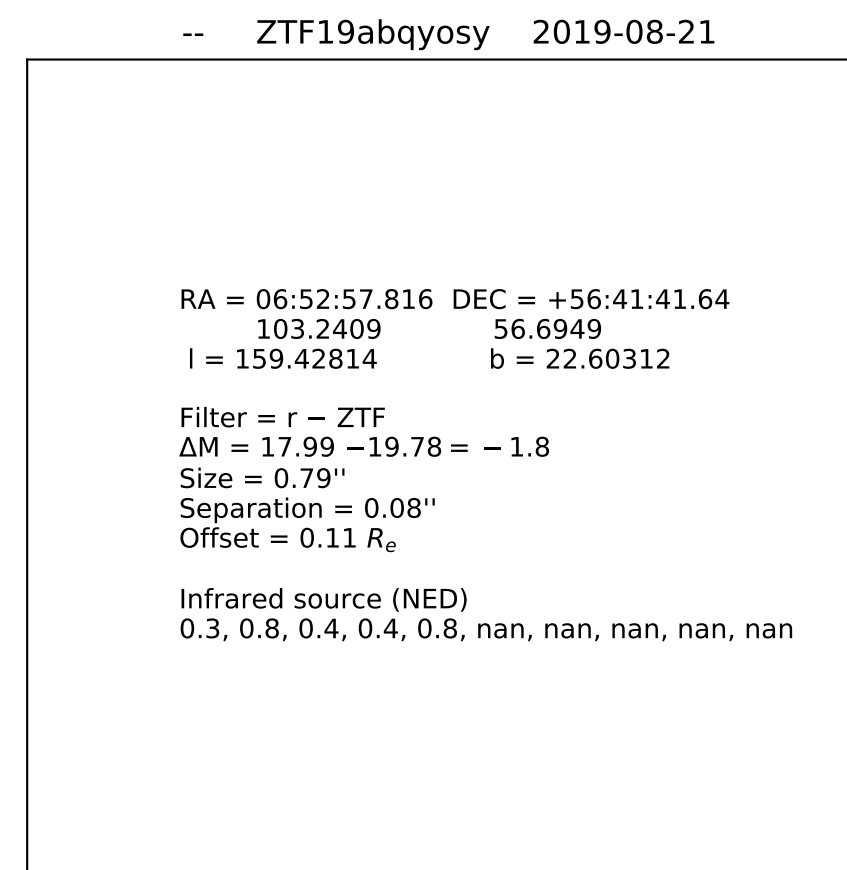 -- ZTF19abqyosy 2019-08-21
RA = 06:52:57.816 DEC = +56:41:41.64
103.2409 56.6949
l = 159.42814 b = 22.60312
Filter = r − ZTF
ΔM = 17.99 −19.78 = − 1.8
Size = 0.79''
Separation = 0.08''
Offset = 0.11 Re
Infrared source (NED)
0.3, 0.8, 0.4, 0.4, 0.8, nan, nan, nan, nan, nan